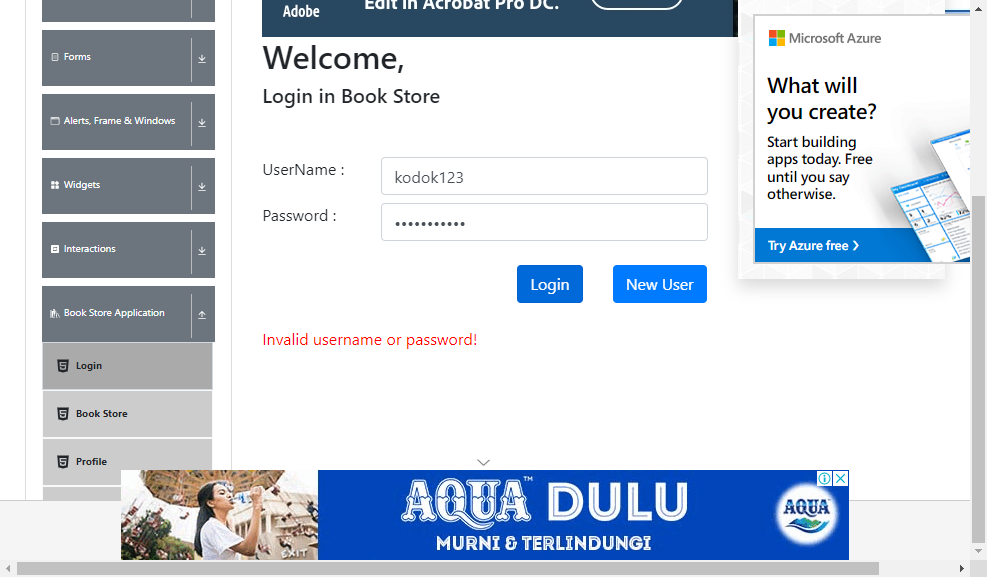 Adobe
Edit in Acrobat Pro DC.
Forms
Alerts, Frame & Windows
Widgets
Interactions
Book Store Application
Login
Book Store
Profile
Welcome,
Login in Book Store
UserName :
kodok123
Password :
•••••••••••
Login
New User
Invalid username or password!
Microsoft Azure
What will
you create?
Start building
apps today. Free
until you say
otherwise.
Try Azure free
AQUA™ DULU
MURNI & TERLINDUNGI
AQUA
EXIT